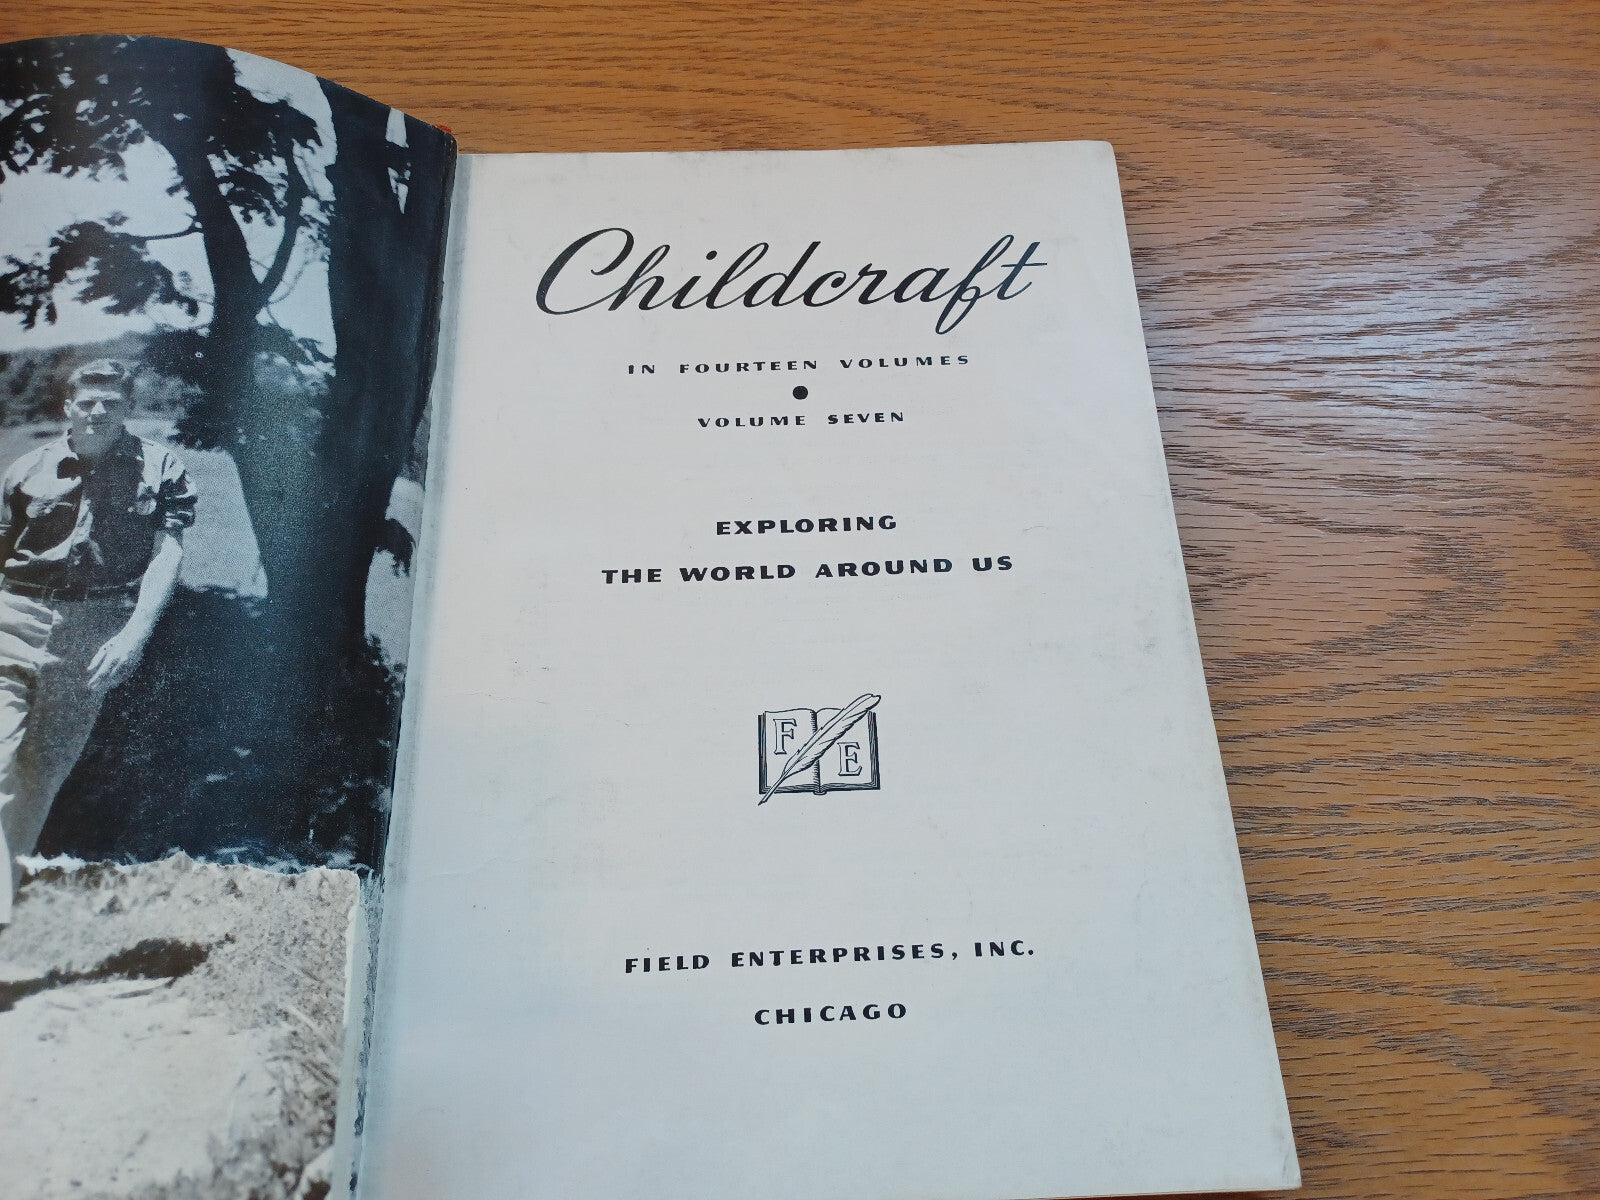 Childcraft
IN FOURTEEN VOLUMES
VOLUME SEVEN
EXPLORING
THE WORLD AROUND US
F E
FIELD ENTERPRISES, INC.
CHICAGO